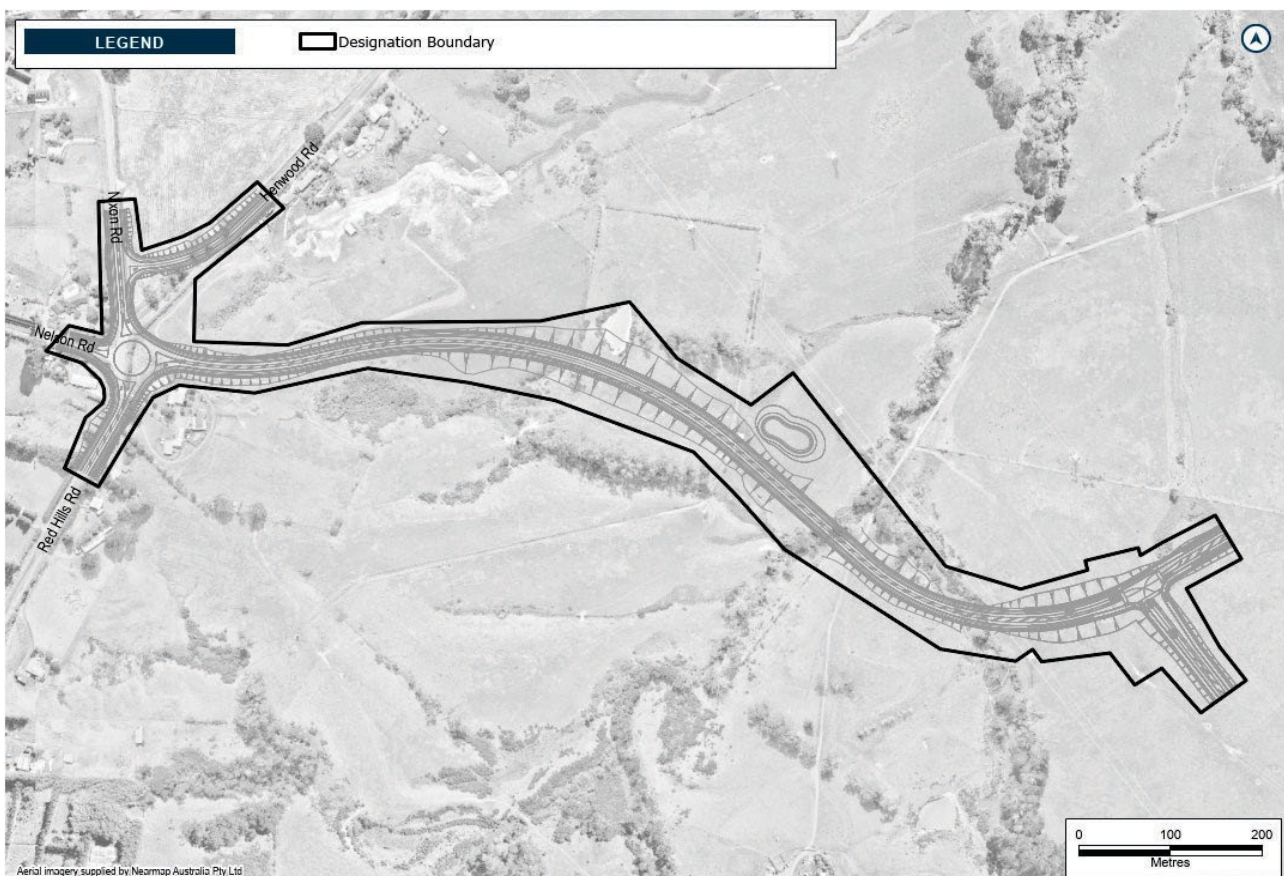 LEGEND
Designation Boundary
Henwood Rd
Nixon Rd
Nelson Rd
Red Hills Rd
0 100 200
Metres
Aerial imagery supplied by Nearmap Australia Pty Ltd